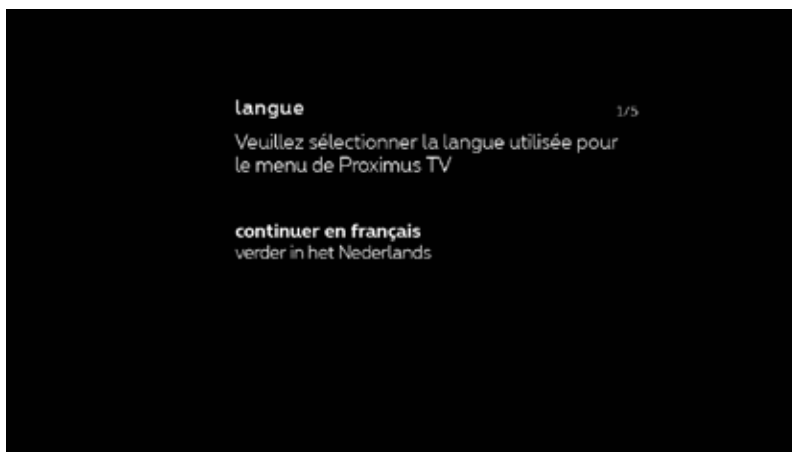 langue
1/5
Veuillez sélectionner la langue utilisée pour
le menu de Proximus TV
continuer en français
verder in het Nederlands